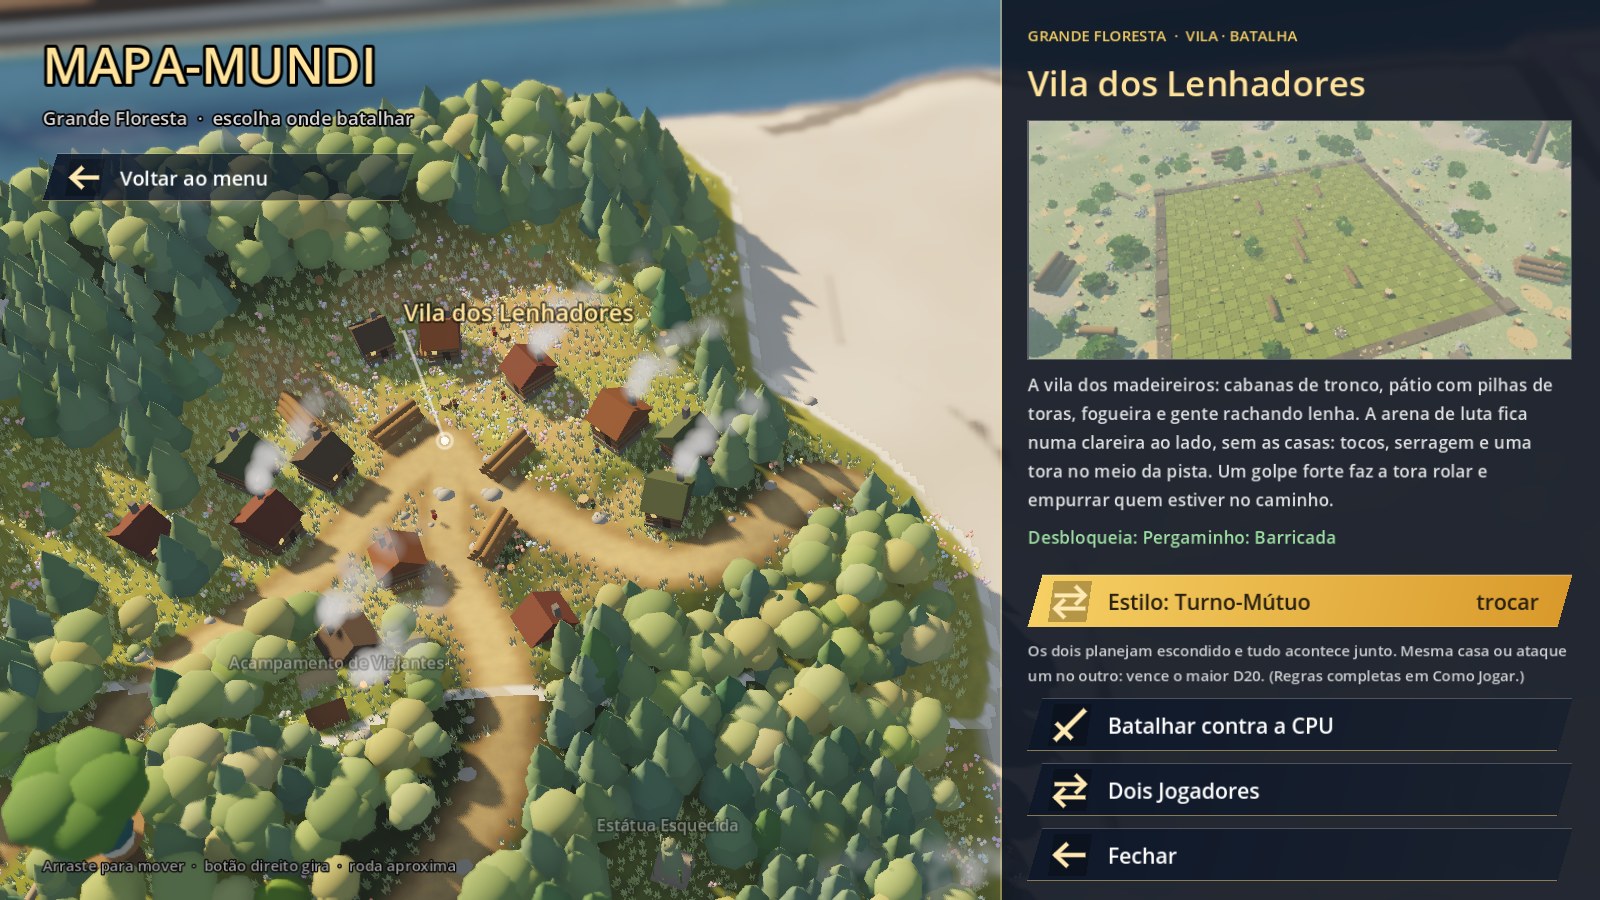 MAPA-MUNDI
Grande Floresta · escolha onde batalhar
Voltar ao menu
Vila dos Lenhadores
Acampamento de Viajantes
Estátua Esquecida
Arraste para mover · botão direito gira · roda aproxima
GRANDE FLORESTA · VILA · BATALHA
Vila dos Lenhadores
A vila dos madeireiros: cabanas de tronco, pátio com pilhas de
toras, fogueira e gente rachando lenha. A arena de luta fica
numa clareira ao lado, sem as casas: tocos, serragem e uma
tora no meio da pista. Um golpe forte faz a tora rolar e
empurrar quem estiver no caminho.
Desbloqueia: Pergaminho: Barricada
Estilo: Turno-Mútuo trocar
Os dois planejam escondido e tudo acontece junto. Mesma casa ou ataque
um no outro: vence o maior D20. (Regras completas em Como Jogar.)
Batalhar contra a CPU
Dois Jogadores
Fechar